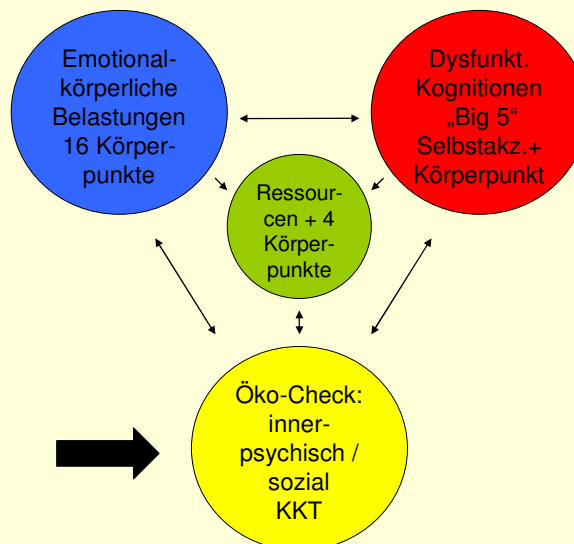 Emotional-
körperliche
Belastungen
16 Körper-
punkte
Dysfunkt.
Kognitionen
„Big 5“
Selbstakz.+
Körperpunkt
Ressour-
cen + 4
Körper-
punkte
Öko-Check:
inner-
psychisch /
sozial
KKT